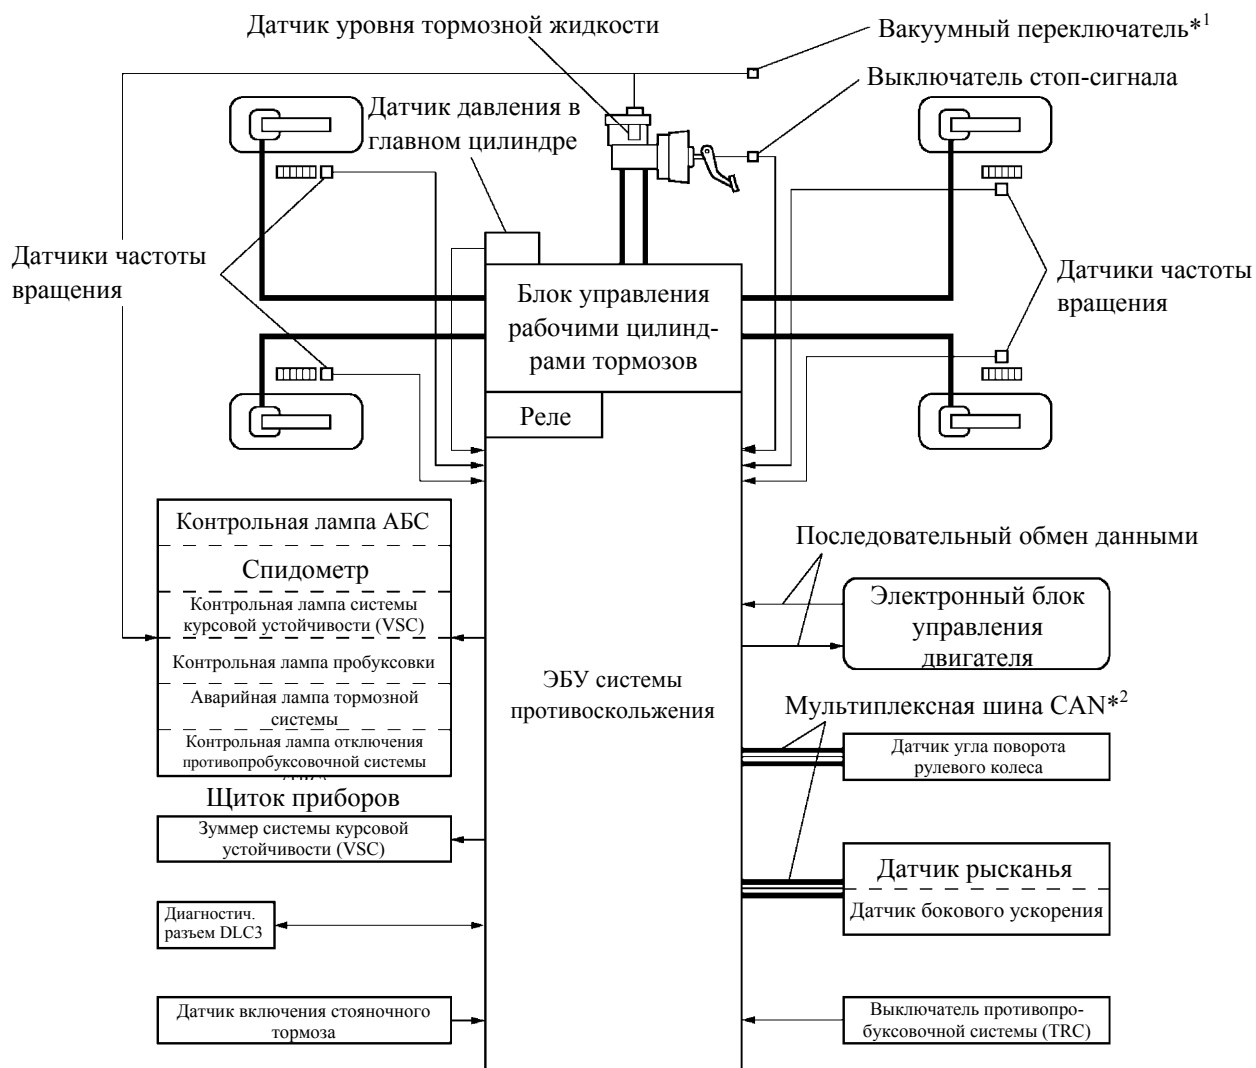 Датчик уровня тормозной жидкости
Вакуумный переключатель*1
Выключатель стоп-сигнала
Датчик давления в
главном цилиндре
Датчики частоты
вращения
Датчики частоты
вращения
Блок управления
рабочими цилинд-
рами тормозов
Реле
Контрольная лампа АБС
Спидометр
Контрольная лампа системы
курсовой устойчивости (VSC)
Контрольная лампа пробуксовки
Аварийная лампа тормозной
системы
Контрольная лампа отключения
противопробуксовочной системы
Щиток приборов
Зуммер системы курсовой
устойчивости (VSC)
Диагностич.
разъем DLC3
Датчик включения стояночного
тормоза
ЭБУ системы
противоскольжения
Последовательный обмен данными
Электронный блок
управления
двигателя
Мультиплексная шина CAN*2
Датчик угла поворота
рулевого колеса
Датчик рысканья
Датчик бокового ускорения
Выключатель противопро-
буксовочной системы (TRC)